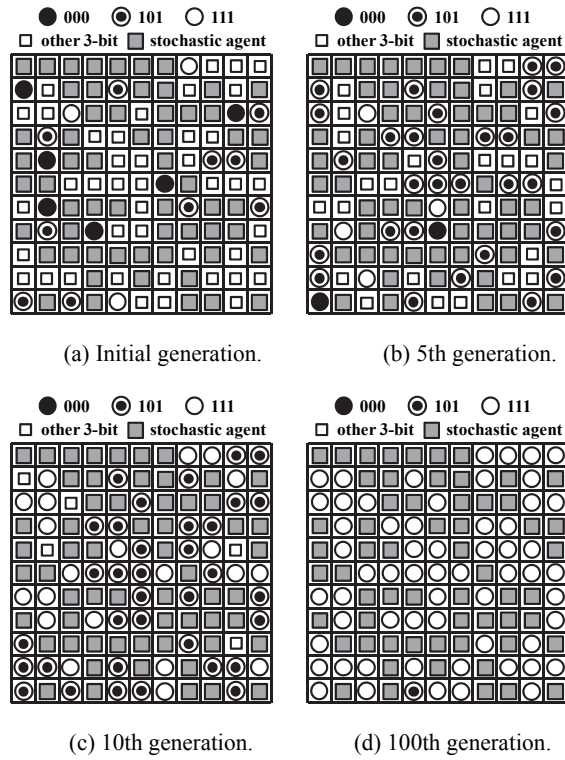 000 101 111
other 3-bit stochastic agent
(a) Initial generation.
000 101 111
other 3-bit stochastic agent
(b) 5th generation.
000 101 111
other 3-bit stochastic agent
(c) 10th generation.
000 101 111
other 3-bit stochastic agent
(d) 100th generation.